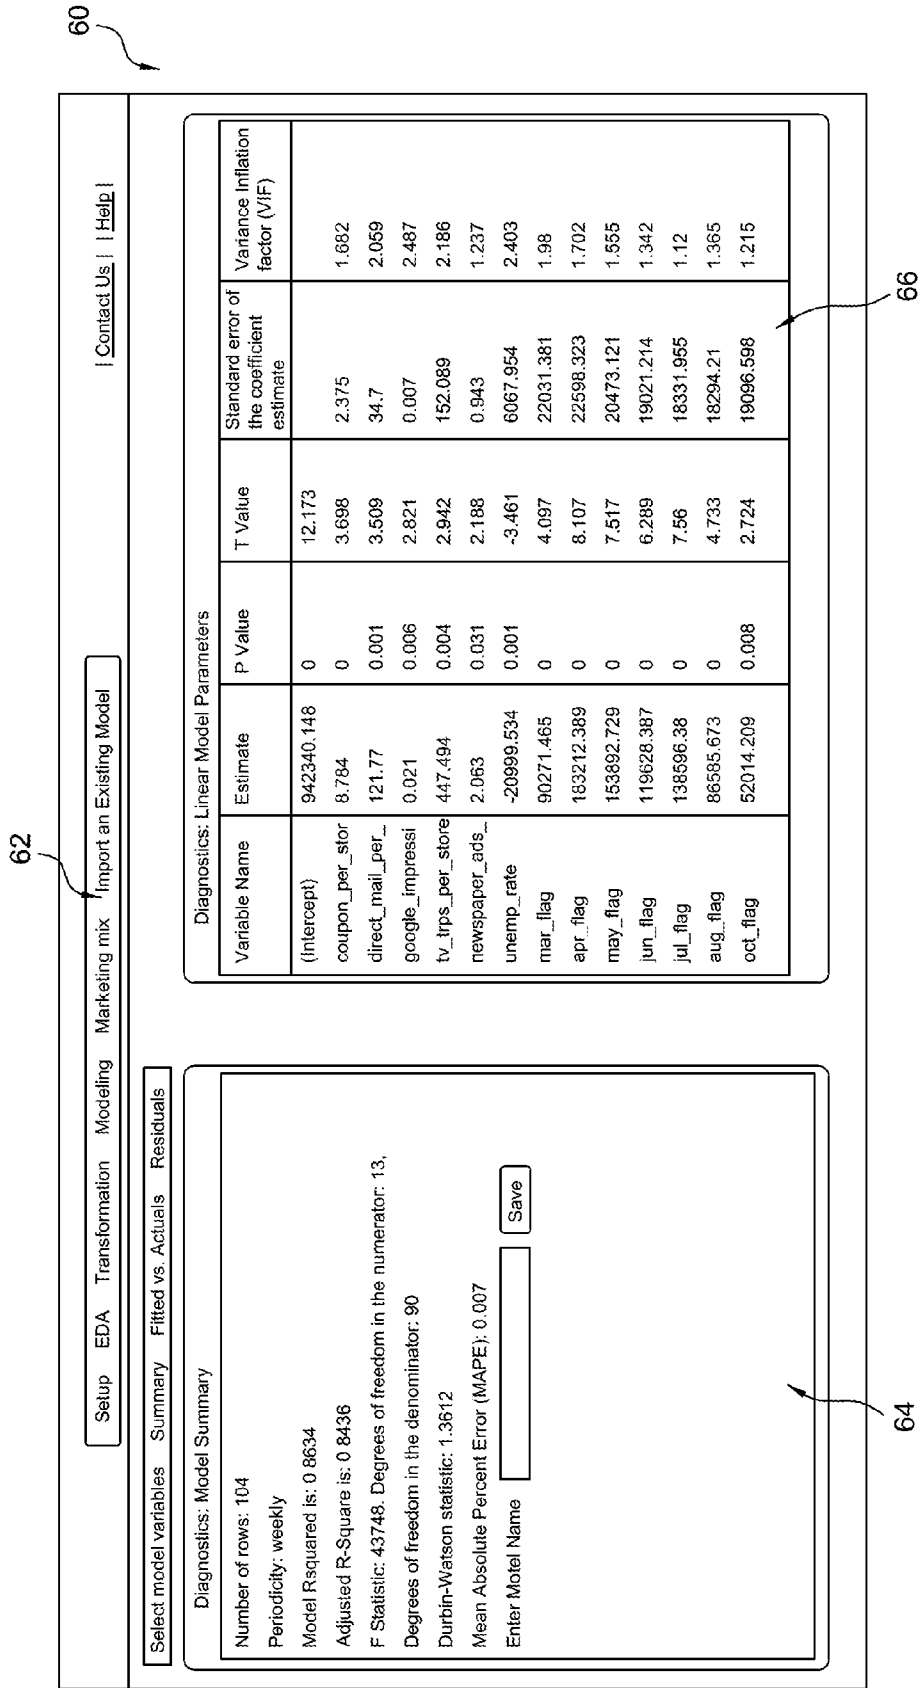 60
62
Setup EDA Transformation Modeling Marketing mix Import an Existing Model
| Contact Us | | Help |
Select model variables Summary Fitted vs. Actuals Residuals
Diagnostics: Model Summary
Number of rows: 104
Periodicity: weekly
Model Rsquared is: 0 8634
Adjusted R-Square is: 0 8436
F Statistic: 43748. Degrees of freedom in the numerator: 13,
Degrees of freedom in the denominator: 90
Durbin-Watson statistic: 1.3612
Mean Absolute Percent Error (MAPE): 0.007
Enter Motel Name Save
64
Diagnostics: Linear Model Parameters
Variable Name Estimate P Value T Value Standard error of the coefficient estimate Variance Inflation factor (VIF)
(Intercept) 942340.148 0 12.173
coupon_per_stor 8.784 0 3.698 2.375 1.682
direct_mail_per_ 121.77 0.001 3.509 34.7 2.059
google_impressi 0.021 0.006 2.821 0.007 2.487
tv_trps_per_store 447.494 0.004 2.942 152.089 2.186
newspaper_ads_ 2.063 0.031 2.188 0.943 1.237
unemp_rate -20999.534 0.001 -3.461 6067.954 2.403
mar_flag 90271.465 0 4.097 22031.381 1.98
apr_flag 183212.389 0 8.107 22598.323 1.702
may_flag 153892.729 0 7.517 20473.121 1.555
jun_flag 119628.387 0 6.289 19021.214 1.342
jul_flag 138596.38 0 7.56 18331.955 1.12
aug_flag 86585.673 0 4.733 18294.21 1.365
oct_flag 52014.209 0.008 2.724 19096.598 1.215
66